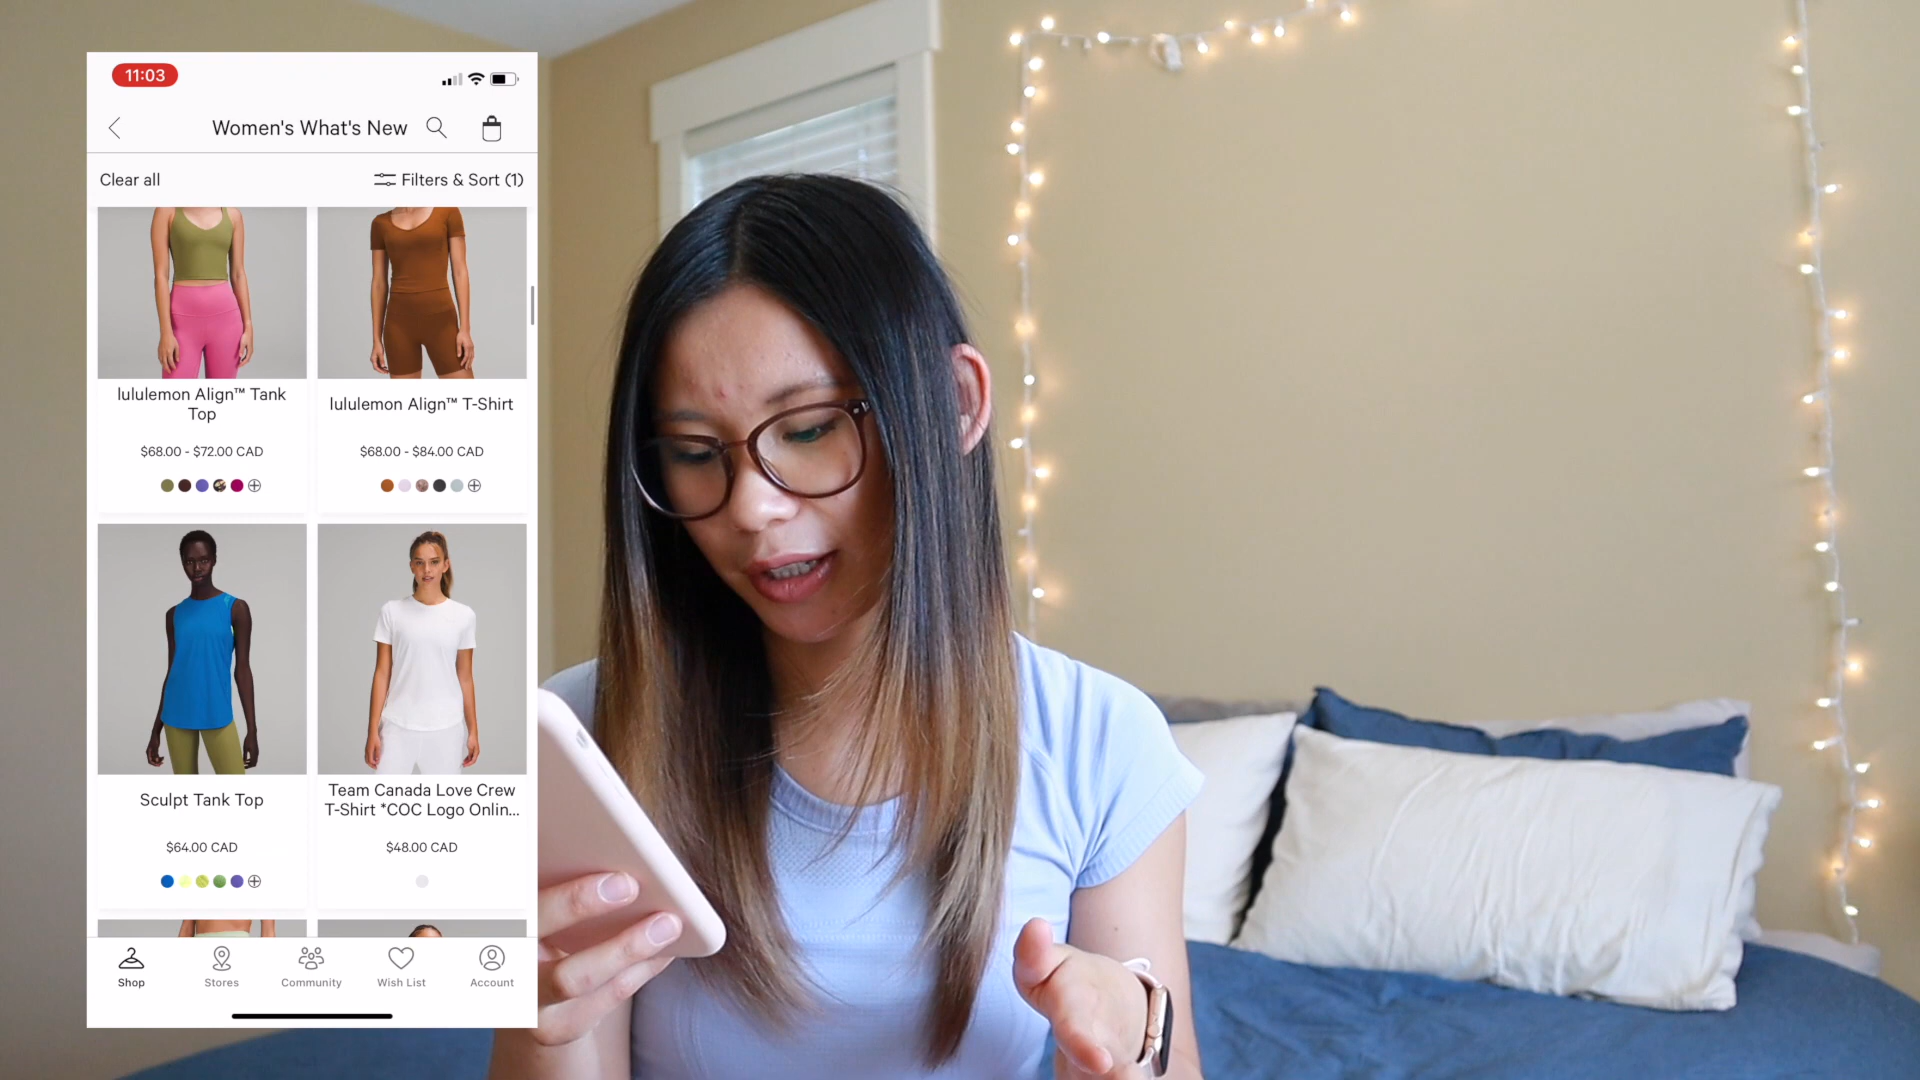 11:03
Women's What's New
Clear all
Filters & Sort (1)
lululemon Align™ Tank
Top
$68.00 - $72.00 CAD
lululemon Align™ T-Shirt
$68.00 - $84.00 CAD
Sculpt Tank Top
$64.00 CAD
Team Canada Love Crew
T-Shirt *COC Logo Onlin...
$48.00 CAD
Shop
Stores
Community
Wish List
Account